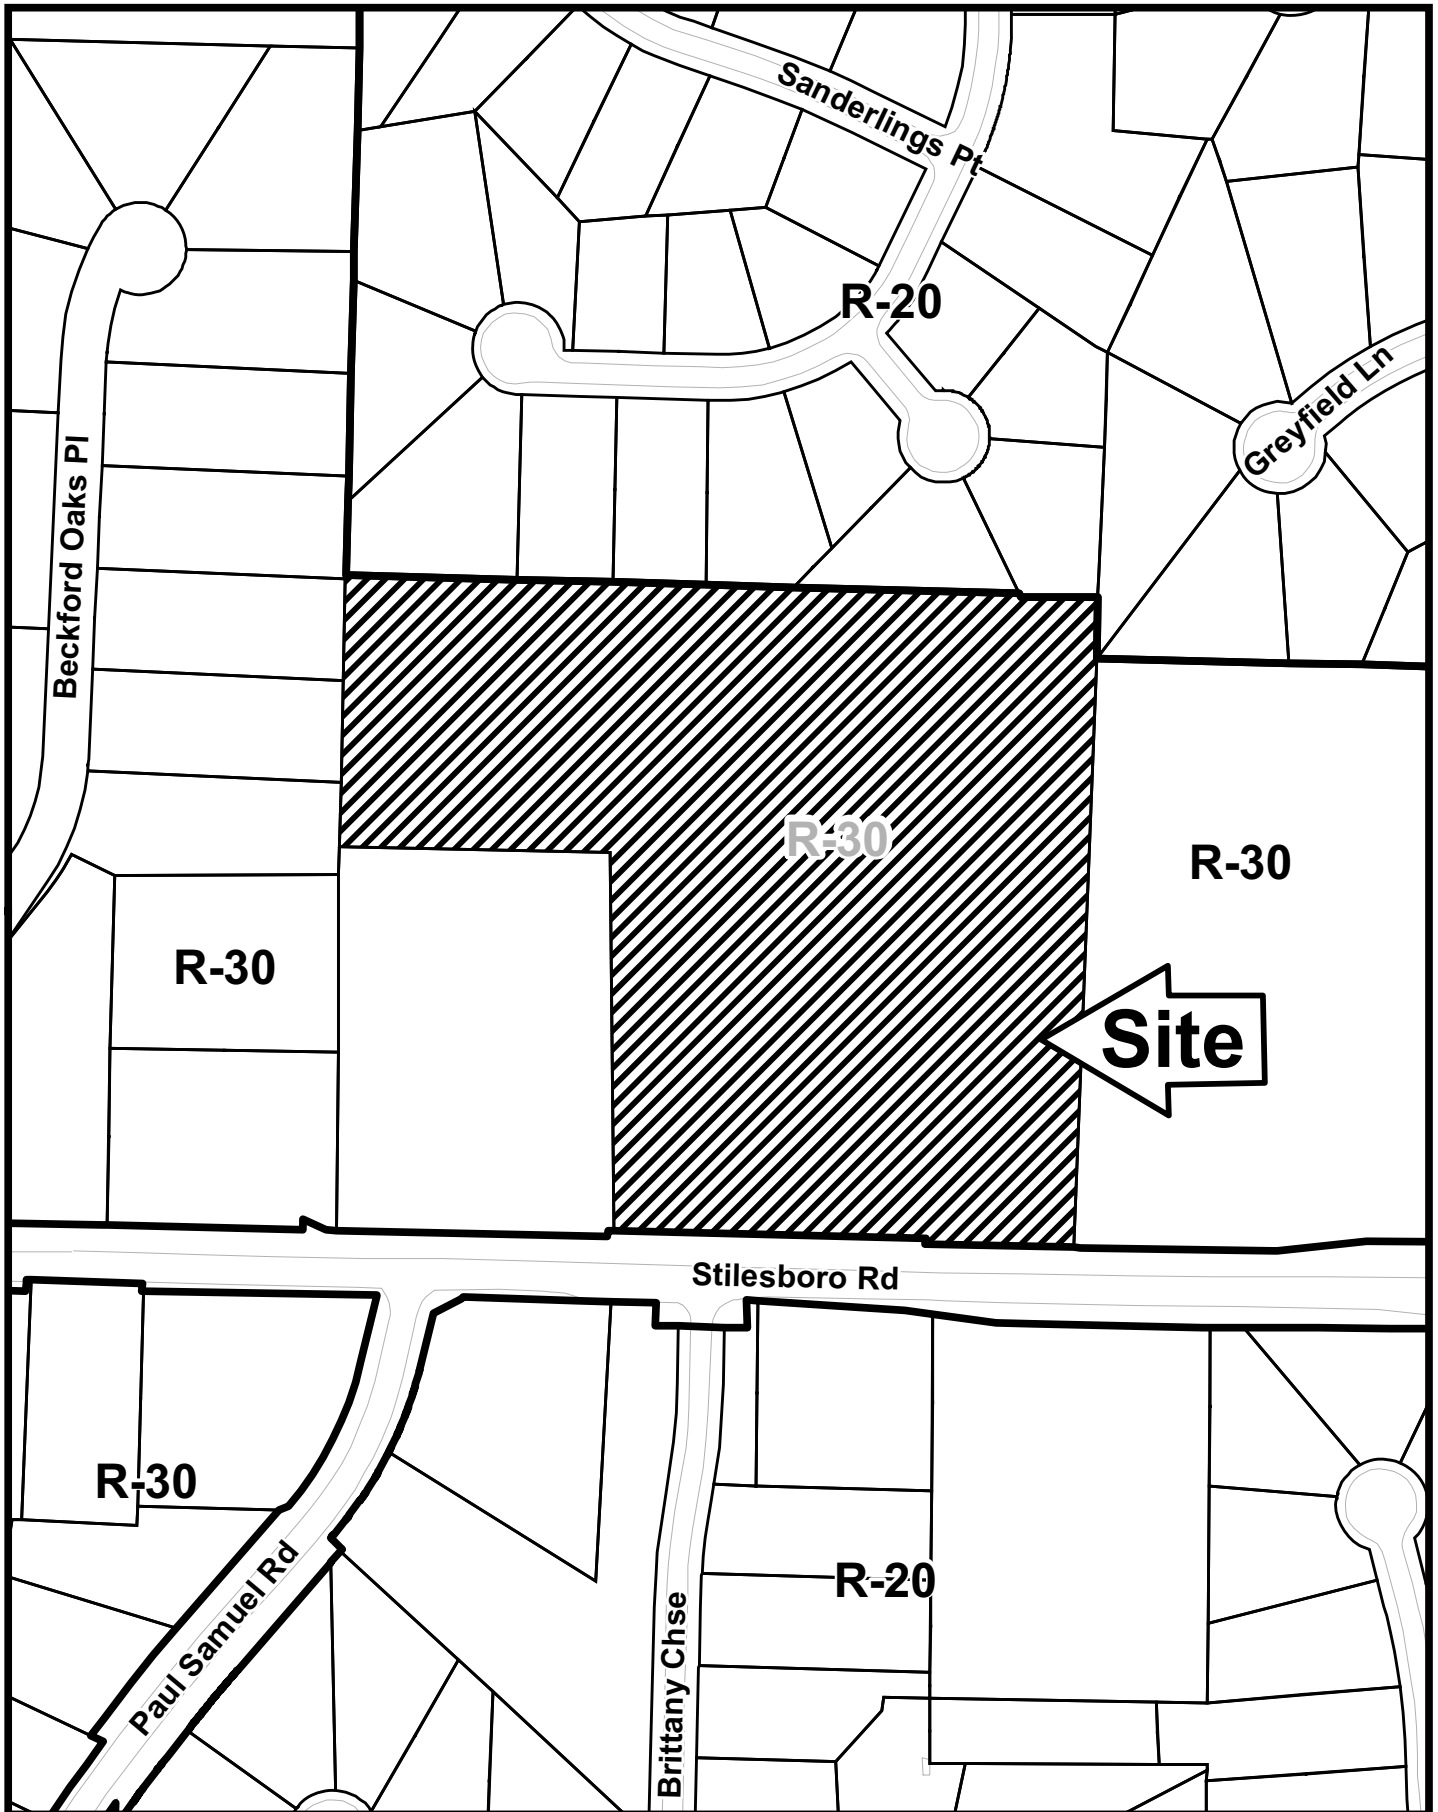 Sanderlings Pt
R-20
Greyfield Ln
Beckford Oaks Pl
R-30
R-30
R-30
Site
Stilesboro Rd
R-30
Paul Samuel Rd
Brittany Chse
R-20